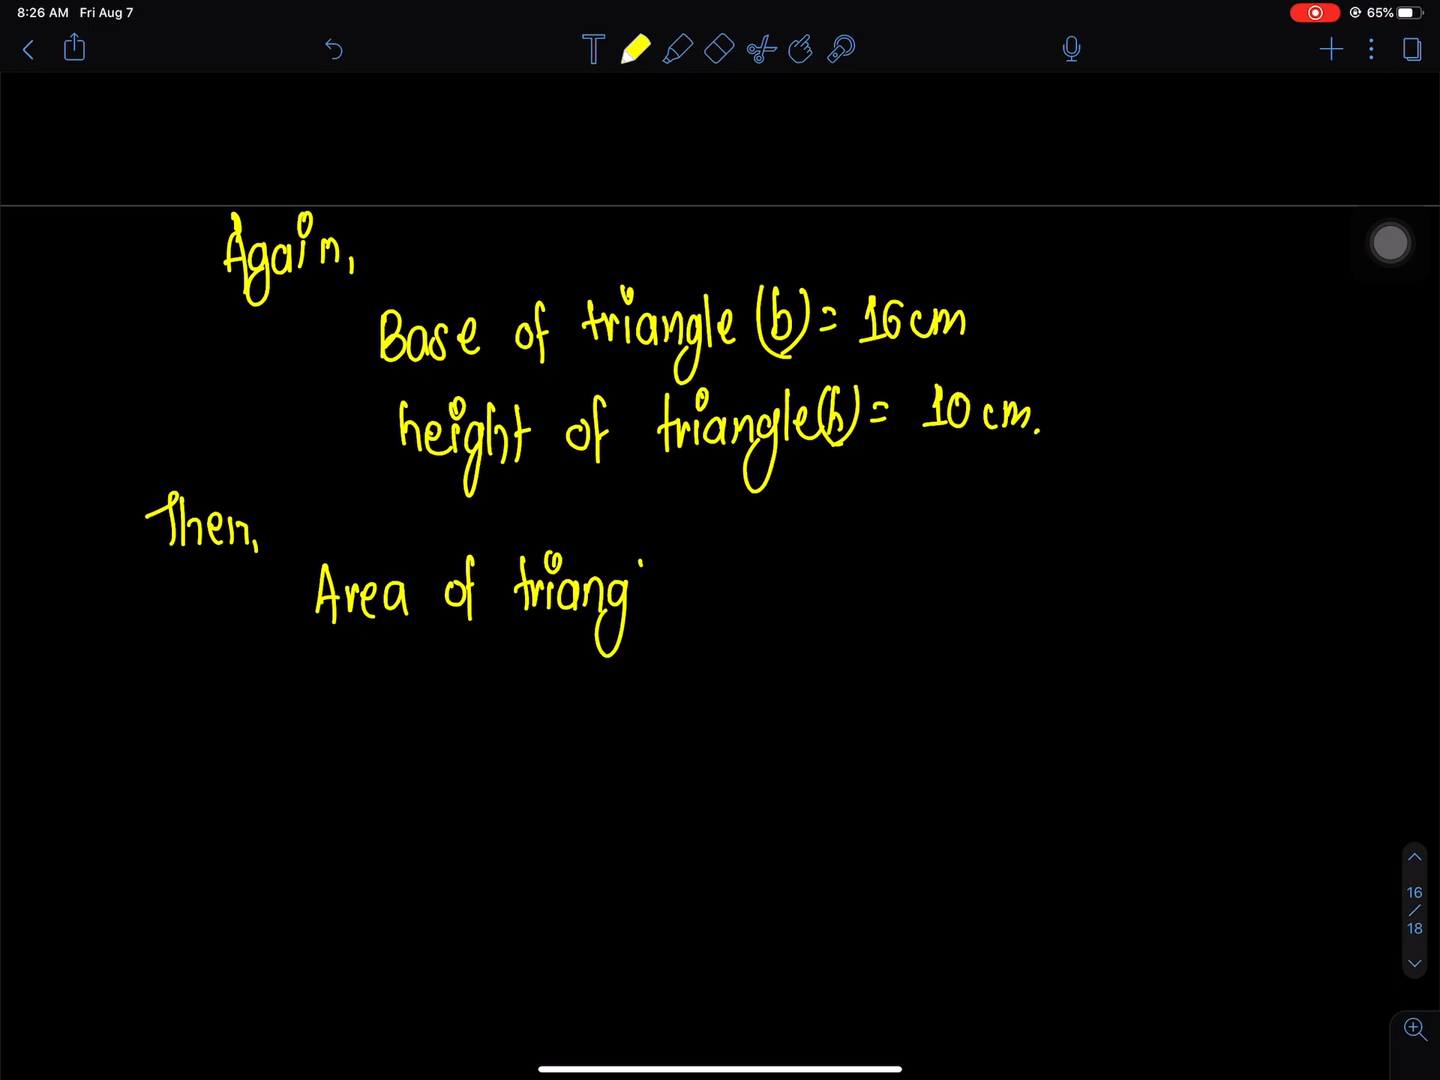 8:26 AM Fri Aug 7
65%
T
Again,
Base of triangle (b) = 16 cm
height of triangle (h) = 10 cm.
Then,
Area of triang
16
/
18